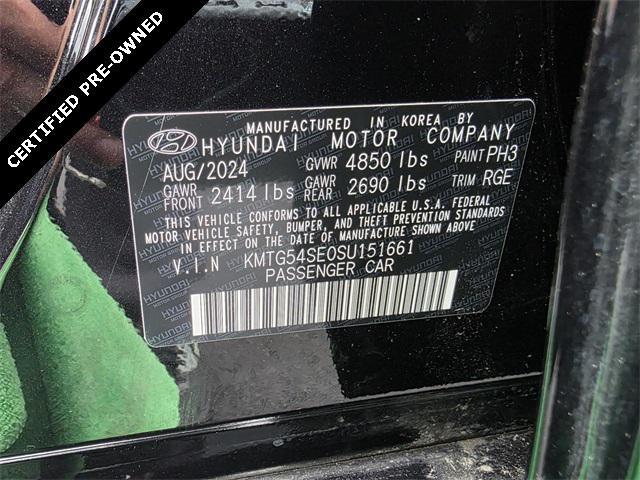 CERTIFIED PRE-OWNED
MANUFACTURED IN KOREA BY
HYUNDAI MOTOR COMPANY
AUG/2024 GVWR 4850 lbs PAINT PH3
GAWR FRONT 2414 lbs GAWR REAR 2690 lbs TRIM RGE
THIS VEHICLE CONFORMS TO ALL APPLICABLE U.S.A. FEDERAL
MOTOR VEHICLE SAFETY, BUMPER, AND THEFT PREVENTION STANDARDS
IN EFFECT ON THE DATE OF MANUFACTURE SHOWN ABOVE.
V.I.N KMTG54SE0SU151661
PASSENGER CAR